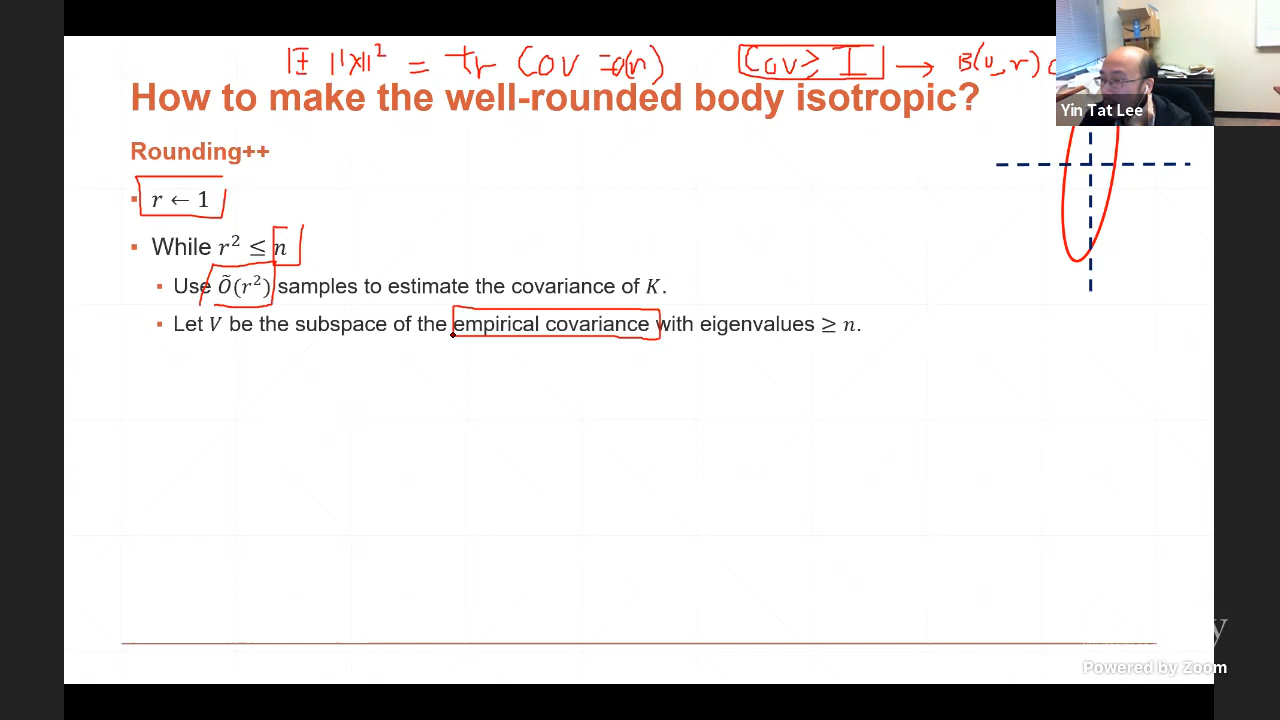 E ||x||² = tr Cov = O(n) Cov ≥ I → B(0, r)
How to make the well-rounded body isotropic?
Yin Tat Lee
Rounding++
▪ r ← 1
▪ While r² ≤ n
▪ Use Õ(r²) samples to estimate the covariance of K.
▪ Let V be the subspace of the empirical covariance with eigenvalues ≥ n.
y
Powered by Zoom